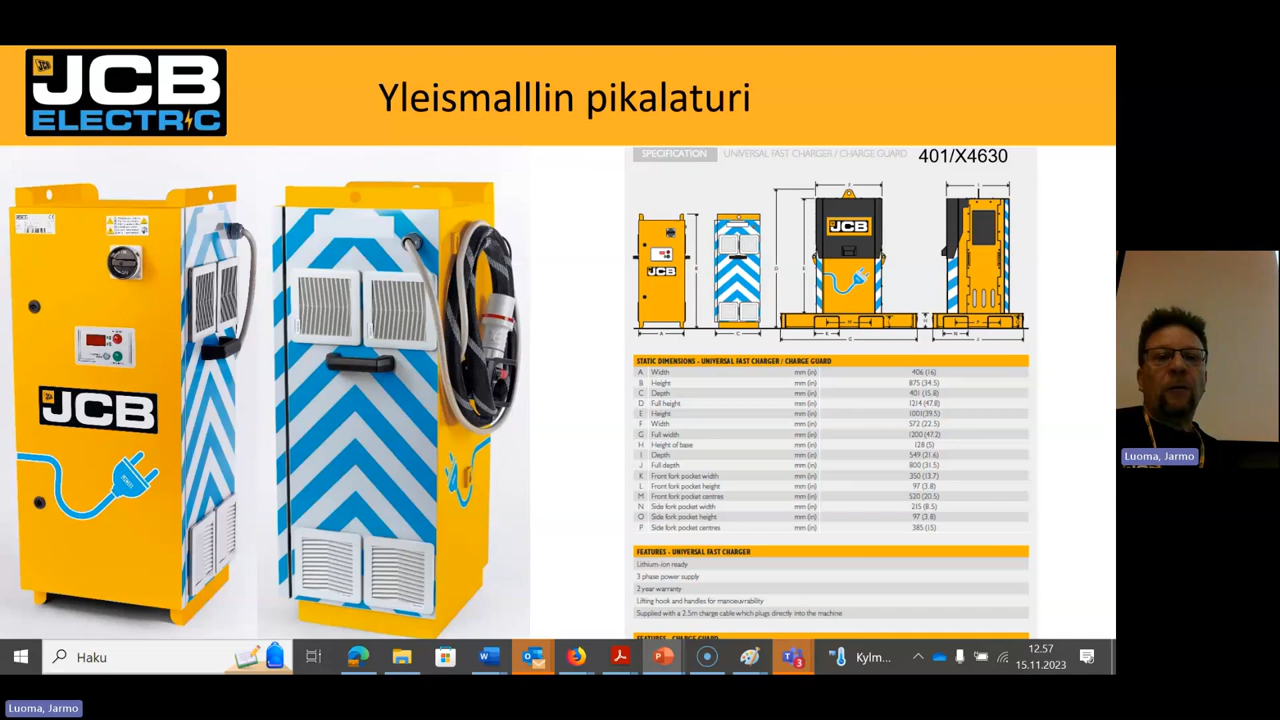 JCB
JCB
ELECTRIC
Yleismalllin pikalaturi
SPECIFICATION UNIVERSAL FAST CHARGER / CHARGE GUARD 401/X4630
JCB
JCB
JCB
STATIC DIMENSIONS - UNIVERSAL FAST CHARGER / CHARGE GUARD
A Width mm (in) 406 (16)
B Height mm (in) 875 (34.5)
C Depth mm (in) 401 (15.8)
D Full height mm (in) 1214 (47.8)
E Height mm (in) 1001(39.5)
F Width mm (in) 572 (22.5)
G Full width mm (in) 1200 (47.2)
H Height of base mm (in) 128 (5)
I Depth mm (in) 549 (21.6)
J Full depth mm (in) 800 (31.5)
K Front fork pocket width mm (in) 350 (13.7)
L Front fork pocket height mm (in) 97 (3.8)
M Front fork pocket centres mm (in) 520 (20.5)
N Side fork pocket width mm (in) 215 (8.5)
O Side fork pocket height mm (in) 97 (3.8)
P Side fork pocket centres mm (in) 385 (15)
FEATURES - UNIVERSAL FAST CHARGER
Lithium-ion ready
3 phase power supply
2 year warranty
Lifting hook and handles for manoeuvrability
Supplied with a 2.5m charge cable which plugs directly into the machine
FEATURES - CHARGE GUARD
Luoma, Jarmo
Haku
3
Kylm...
12.57
15.11.2023
Luoma, Jarmo